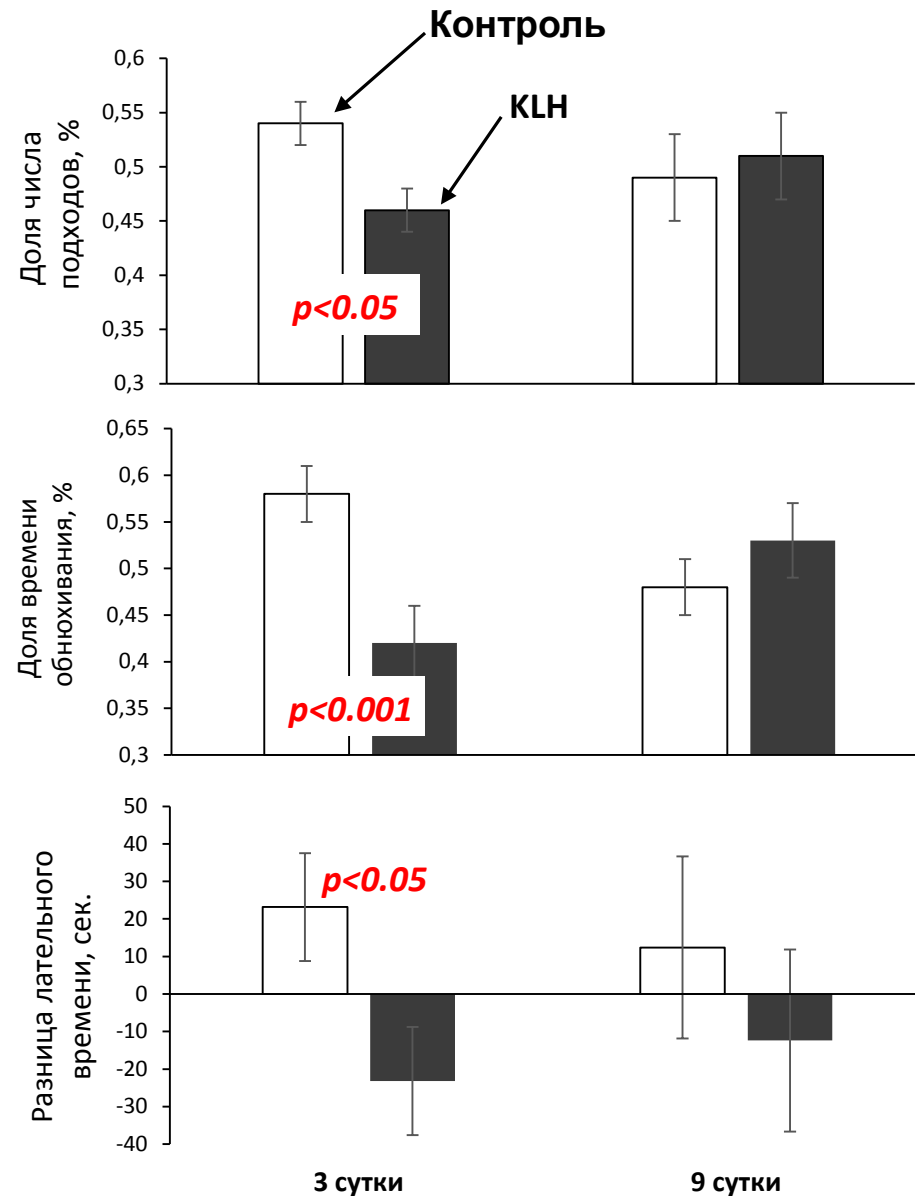 Контроль
KLH
Доля числа
подходов, %
0,6
0,55
0,5
0,45
0,4
0,35
0,3
p<0.05
Доля времени
обнюхивания, %
0,65
0,6
0,55
0,5
0,45
0,4
0,35
0,3
p<0.001
Разница лательного
времени, сек.
50
40
30
20
10
0
-10
-20
-30
-40
p<0.05
3 сутки
9 сутки